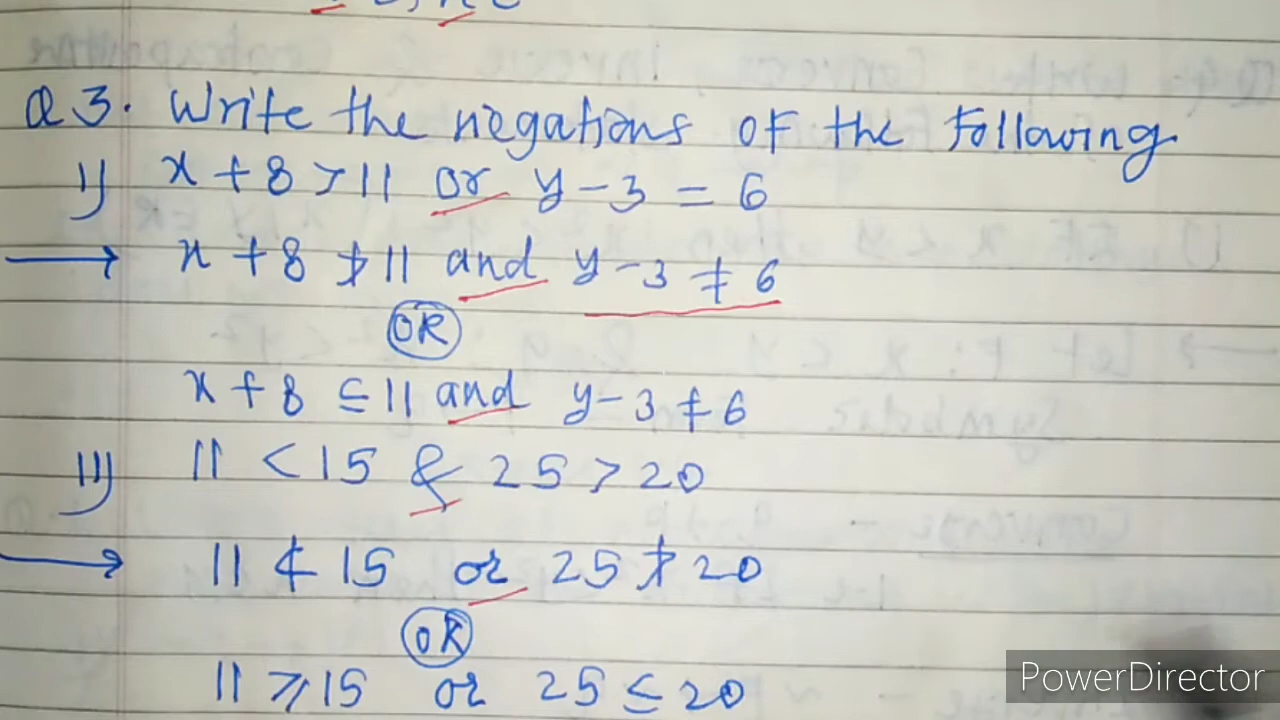 Q 3. Write the negations of the following
i) x + 8 > 11 or y - 3 = 6
→ x + 8 ≯ 11 and y - 3 ≠ 6
OR
x + 8 ≤ 11 and y - 3 ≠ 6
ii) 11 < 15 & 25 > 20
→ 11 ≮ 15 or 25 ≯ 20
OR
11 ⩾ 15 or 25 ≤ 20
PowerDirector